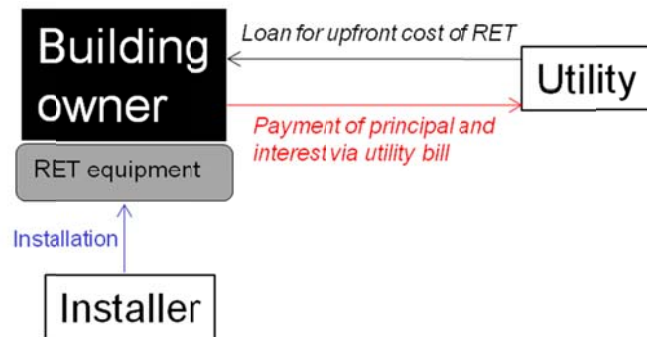 Building
owner
Loan for upfront cost of RET
Utility
Payment of principal and
interest via utility bill
RET equipment
Installation
Installer